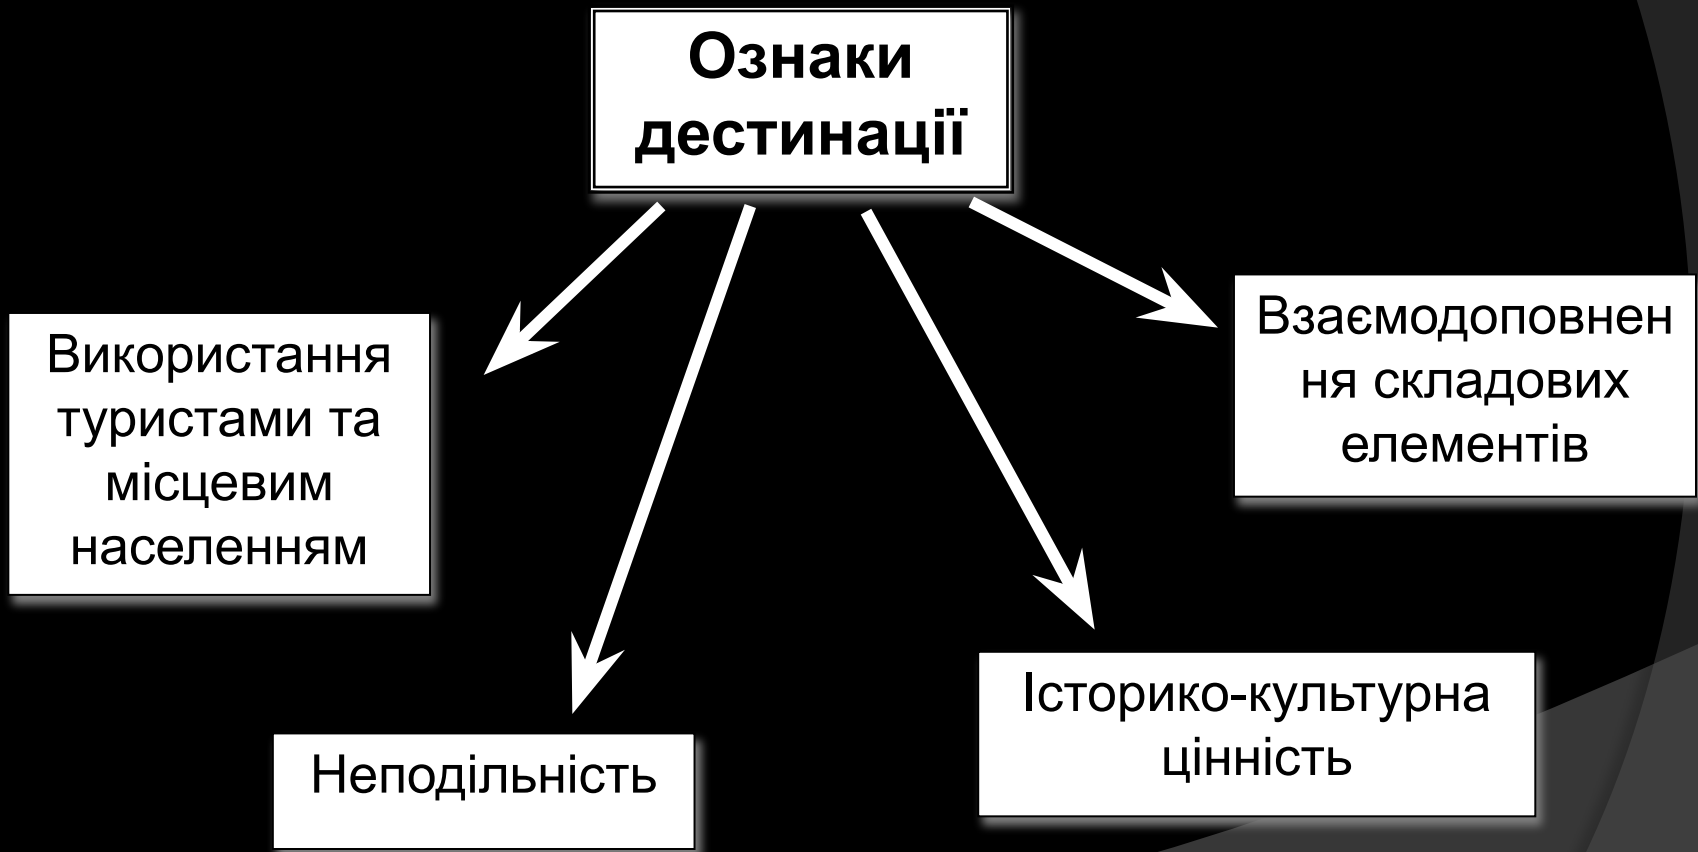 Ознаки
дестинації
Використання
туристами та
місцевим
населенням
Неподільність
Історико-культурна
цінність
Взаємодоповнен
ня складових
елементів